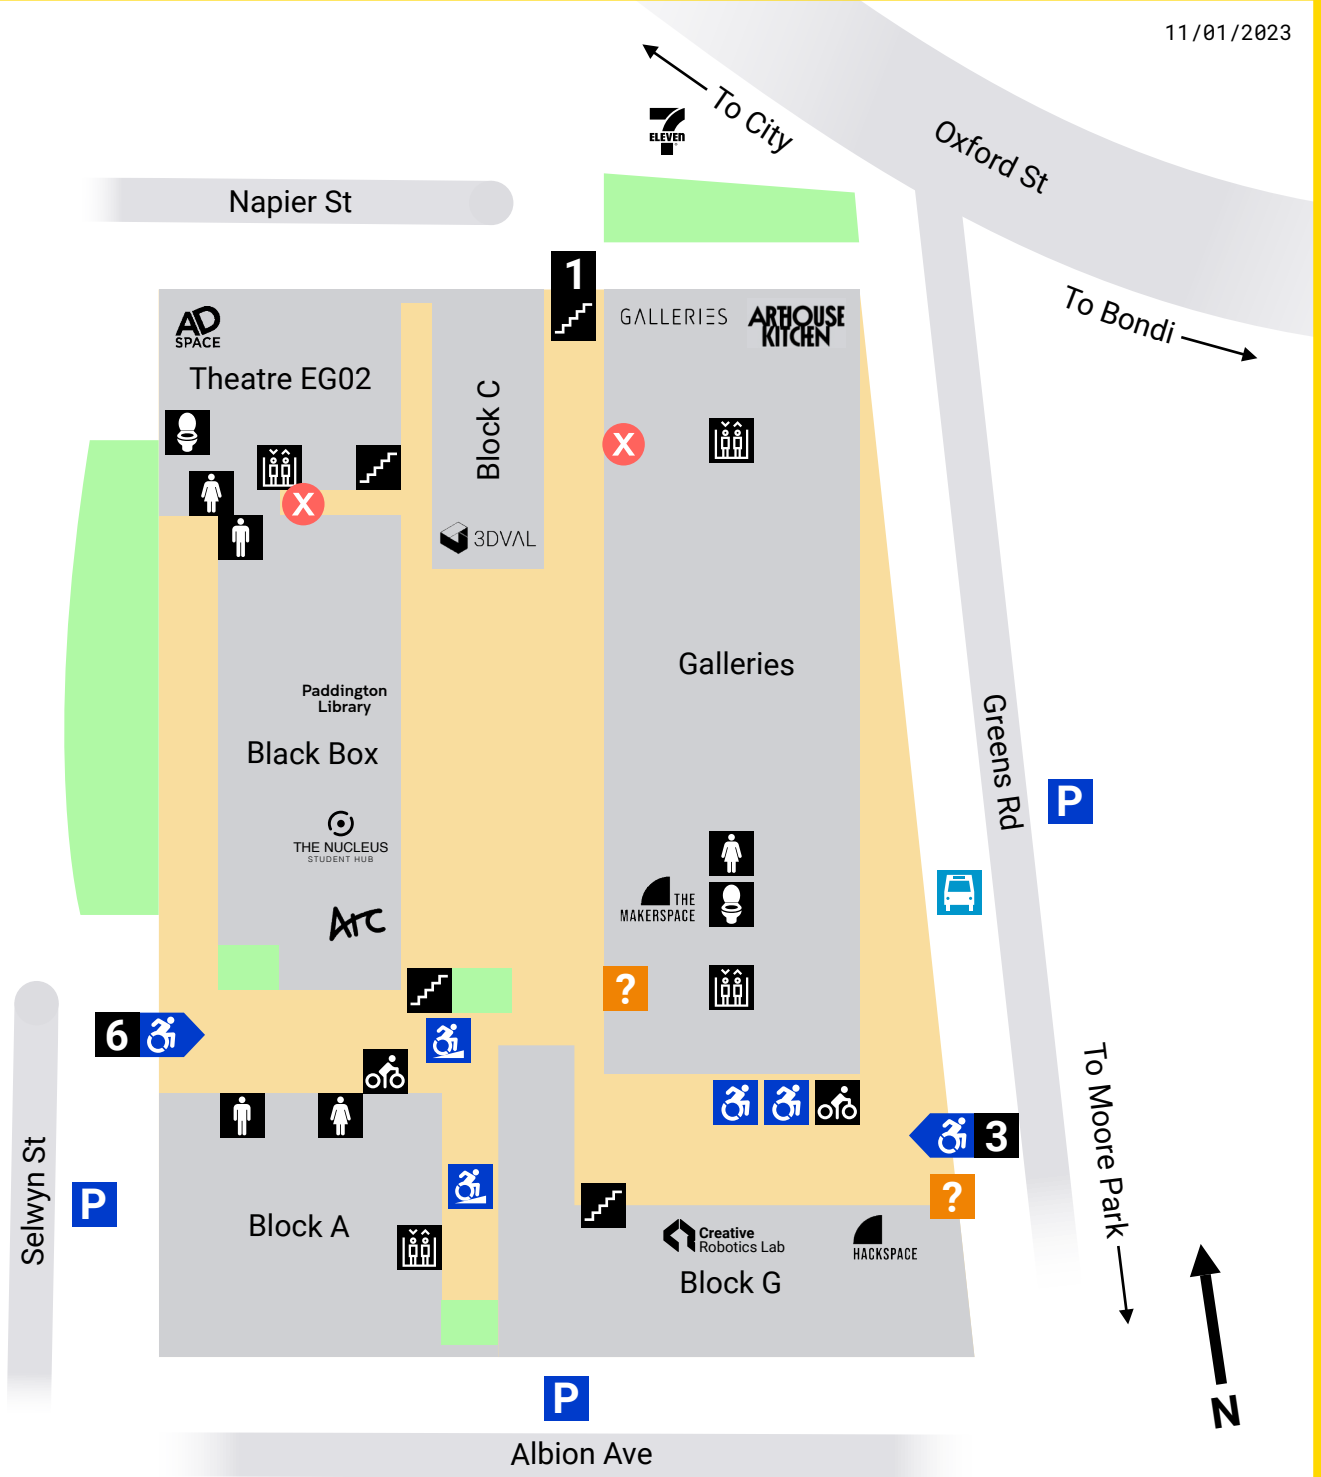 11/01/2023
To City
7
ELEVEN
Oxford St
Napier St
To Bondi
1
AD
SPACE
GALLERIES
ARTHOUSE
KITCHEN
Theatre EG02
Block C
X
X
3DVAL
Galleries
Paddington
Library
Black Box
Greens Rd
P
THE NUCLEUS
STUDENT HUB
THE
MAKERSPACE
Arc
?
6
To Moore Park
3
Selwyn St
P
?
Block A
Creative
Robotics Lab
HACKSPACE
Block G
P
N
Albion Ave